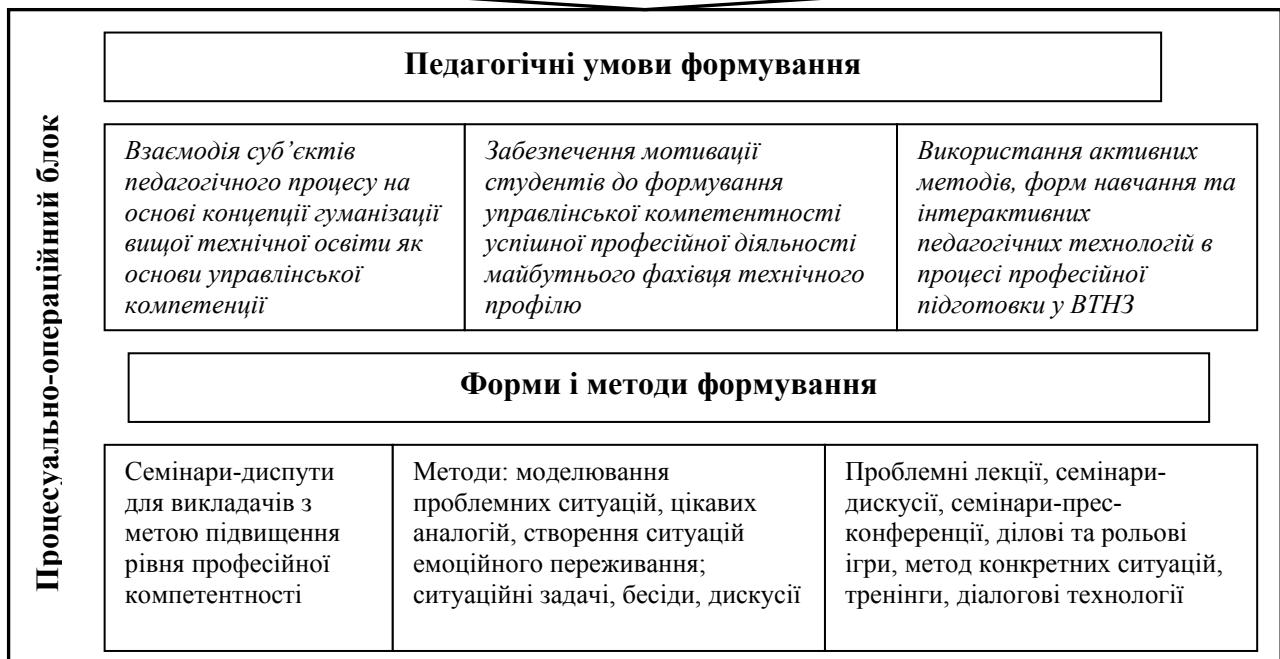 Процесуально-операційний блок
Педагогічні умови формування
Взаємодія суб’єктів
педагогічного процесу на
основі концепції гуманізації
вищої технічної освіти як
основи управлінської
компетенції
Забезпечення мотивації
студентів до формування
управлінської компетентності
успішної професійної діяльності
майбутнього фахівця технічного
профілю
Використання активних
методів, форм навчання та
інтерактивних
педагогічних технологій в
процесі професійної
підготовки у ВТНЗ
Форми і методи формування
Семінари-диспути
для викладачів з
метою підвищення
рівня професійної
компетентності
Методи: моделювання
проблемних ситуацій, цікавих
аналогій, створення ситуацій
емоційного переживання;
ситуаційні задачі, бесіди, дискусії
Проблемні лекції, семінари-
дискусії, семінари-прес-
конференції, ділові та рольові
ігри, метод конкретних ситуацій,
тренінги, діалогові технології